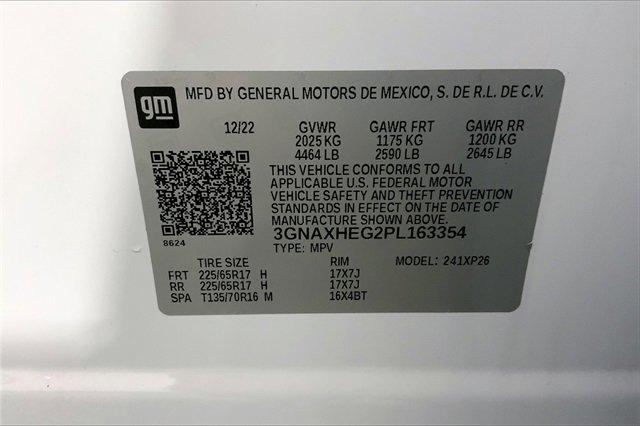 gm
MFD BY GENERAL MOTORS DE MEXICO, S. DE R.L. DE C.V.
12/22 GVWR GAWR FRT GAWR RR
2025 KG 1175 KG 1200 KG
4464 LB 2590 LB 2645 LB
THIS VEHICLE CONFORMS TO ALL
APPLICABLE U.S. FEDERAL MOTOR
VEHICLE SAFETY AND THEFT PREVENTION
STANDARDS IN EFFECT ON THE DATE OF
MANUFACTURE SHOWN ABOVE.
8624
3GNAXHEG2PL163354
TYPE: MPV MODEL: 241XP26
TIRE SIZE RIM
FRT 225/65R17 H 17X7J
RR 225/65R17 H 17X7J
SPA T135/70R16 M 16X4BT